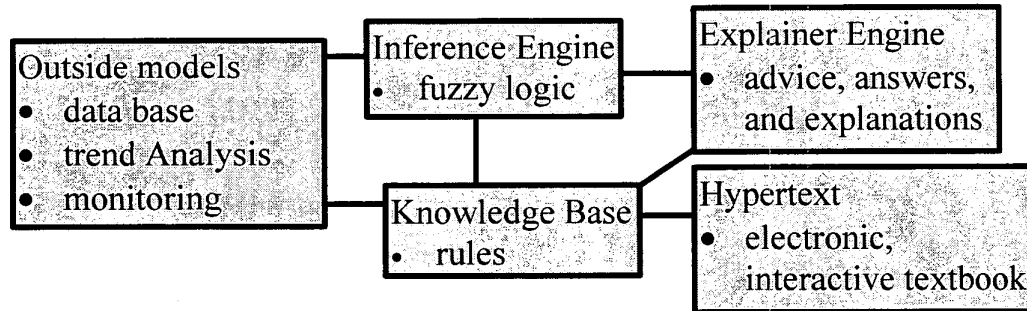 Outside models
• data base
• trend Analysis
• monitoring
Inference Engine
• fuzzy logic
Knowledge Base
• rules
Explainer Engine
• advice, answers,
and explanations
Hypertext
• electronic,
interactive textbook